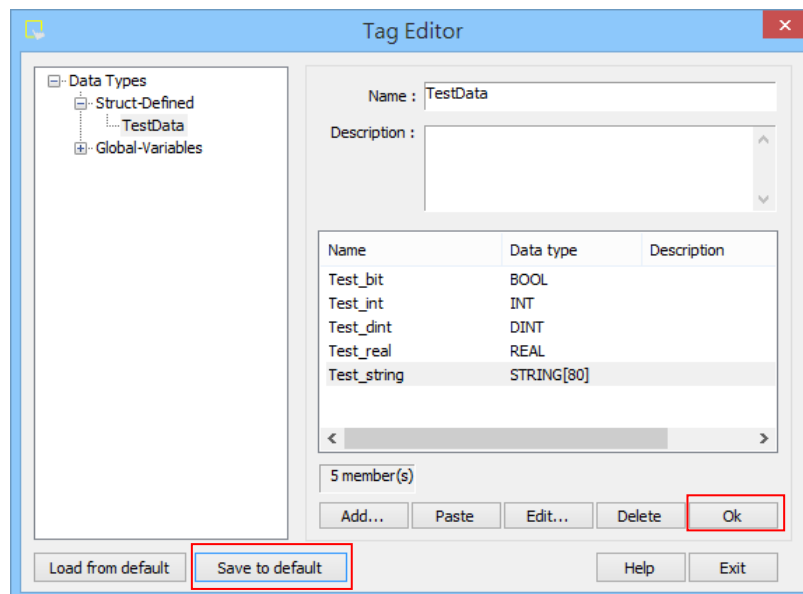 Tag Editor
Data Types
Struct-Defined
TestData
Global-Variables
Name : TestData
Description :
Name Data type Description
Test_bit BOOL
Test_int INT
Test_dint DINT
Test_real REAL
Test_string STRING[80]
5 member(s)
Add... Paste Edit... Delete Ok
Load from default Save to default Help Exit